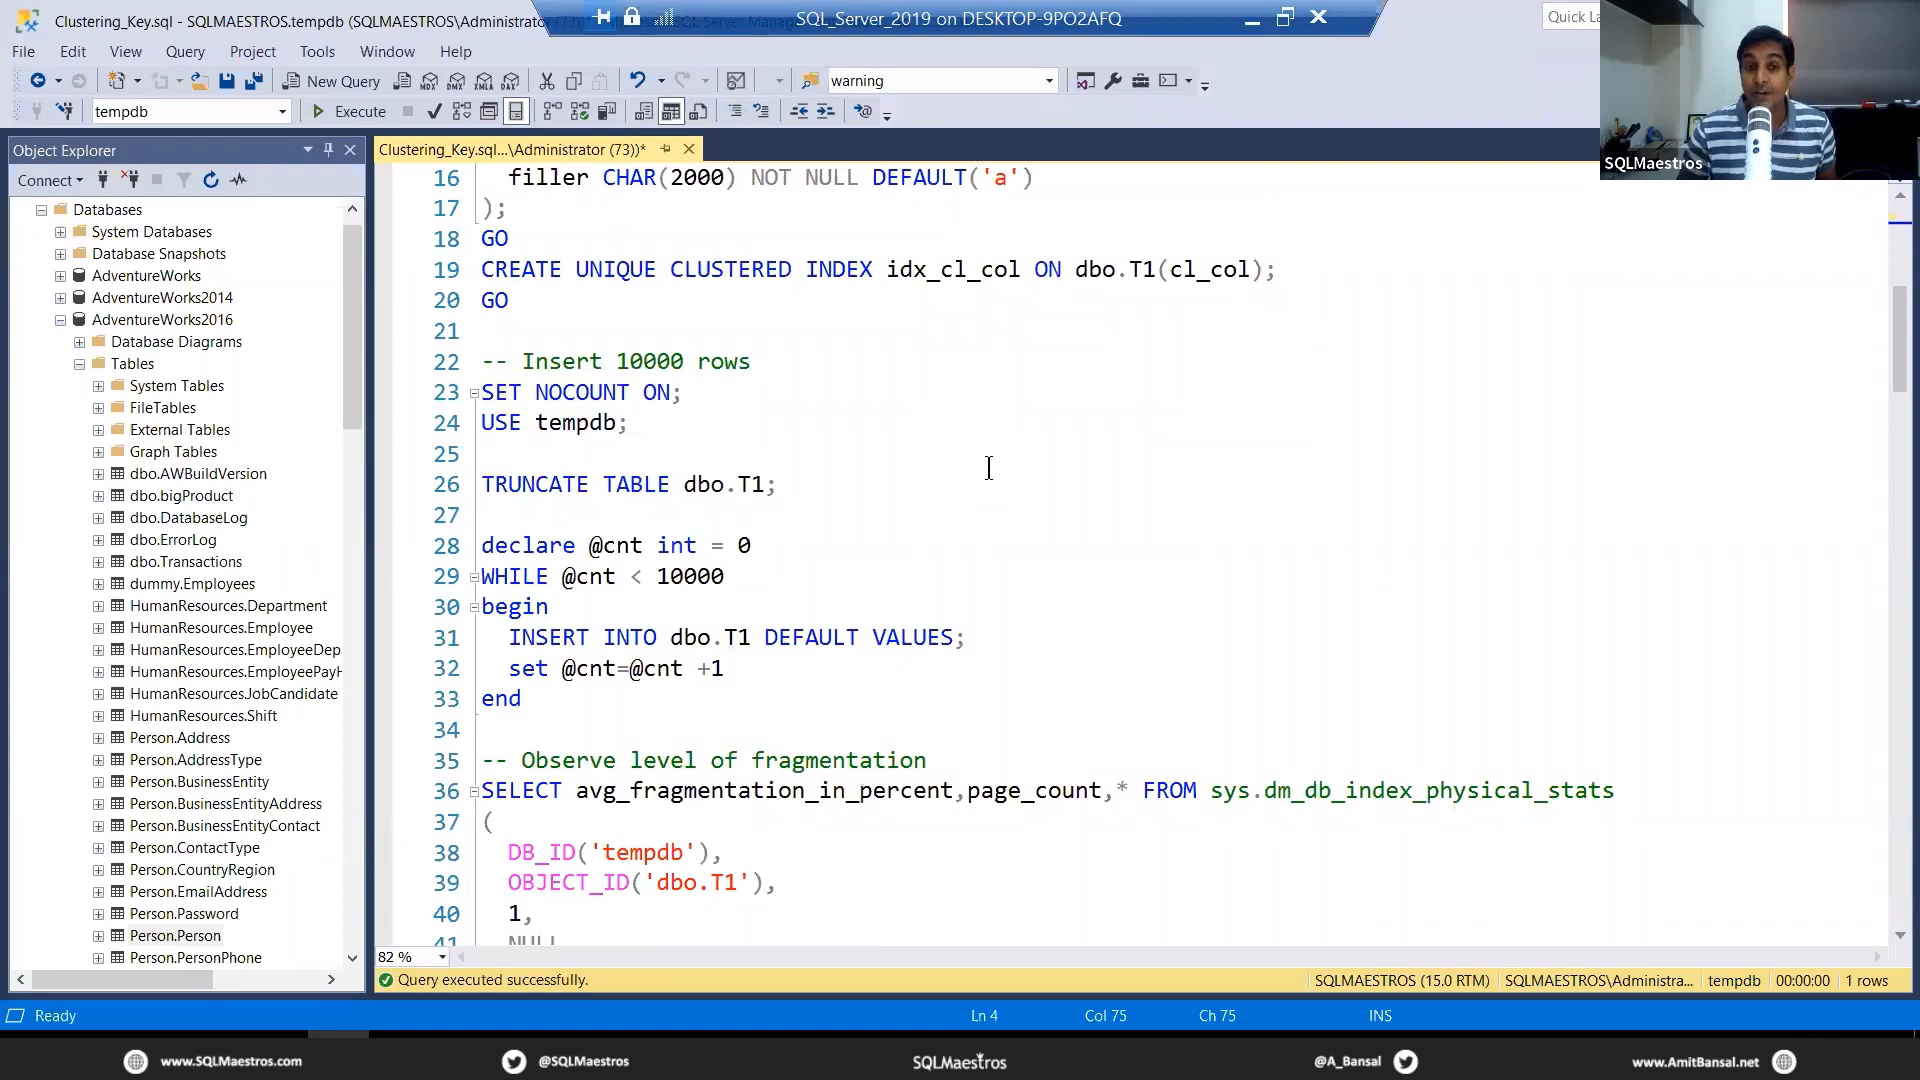 Clustering_Key.sql - SQLMAESTROS.tempdb (SQLMAESTROS\Administrator (73))*
SQL_Server_2019 on DESKTOP-9PO2AFQ
File Edit View Query Project Tools Window Help
New Query
warning
tempdb
Execute
SQLMaestros
Object Explorer
Connect
Databases
System Databases
Database Snapshots
AdventureWorks
AdventureWorks2014
AdventureWorks2016
Database Diagrams
Tables
System Tables
FileTables
External Tables
Graph Tables
dbo.AWBuildVersion
dbo.bigProduct
dbo.DatabaseLog
dbo.ErrorLog
dbo.Transactions
dummy.Employees
HumanResources.Department
HumanResources.Employee
HumanResources.EmployeeDep
HumanResources.EmployeePayH
HumanResources.JobCandidate
HumanResources.Shift
Person.Address
Person.AddressType
Person.BusinessEntity
Person.BusinessEntityAddress
Person.BusinessEntityContact
Person.ContactType
Person.CountryRegion
Person.EmailAddress
Person.Password
Person.Person
Person.PersonPhone
Clustering_Key.sql...\Administrator (73))*
16 filler CHAR(2000) NOT NULL DEFAULT('a')
17 );
18 GO
19 CREATE UNIQUE CLUSTERED INDEX idx_cl_col ON dbo.T1(cl_col);
20 GO
21
22 -- Insert 10000 rows
23 SET NOCOUNT ON;
24 USE tempdb;
25
26 TRUNCATE TABLE dbo.T1;
27
28 declare @cnt int = 0
29 WHILE @cnt < 10000
30 begin
31 INSERT INTO dbo.T1 DEFAULT VALUES;
32 set @cnt=@cnt +1
33 end
34
35 -- Observe level of fragmentation
36 SELECT avg_fragmentation_in_percent,page_count,* FROM sys.dm_db_index_physical_stats
37 (
38 DB_ID('tempdb'),
39 OBJECT_ID('dbo.T1'),
40 1,
41 NULL
82 %
Query executed successfully.
SQLMAESTROS (15.0 RTM) SQLMAESTROS\Administra... tempdb 00:00:00 1 rows
Ready Ln 4 Col 75 Ch 75 INS
www.SQLMaestros.com @SQLMaestros SQLMaestros @A_Bansal www.AmitBansal.net